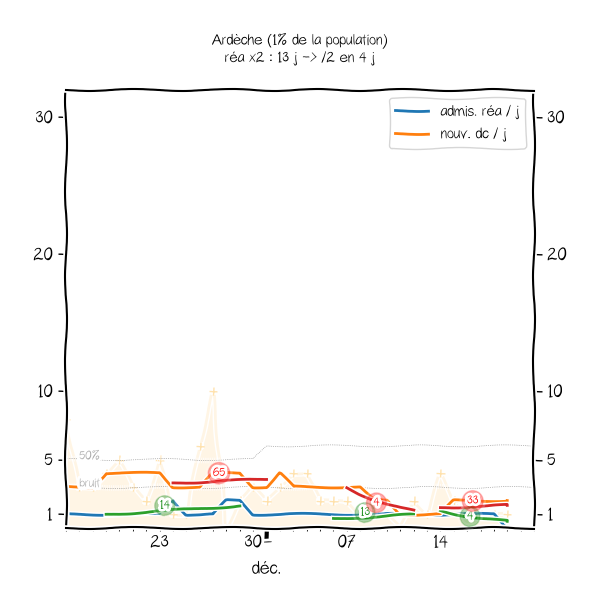 Ardèche (1% de la population)
réa x2 : 13 j -> /2 en 4 j
admis. réa / j
nouv. dc / j
30 30
20 20
10 10
65
50%
5 5
bruit
14
4
13
33
4
1 1
23 30 07 14
déc.